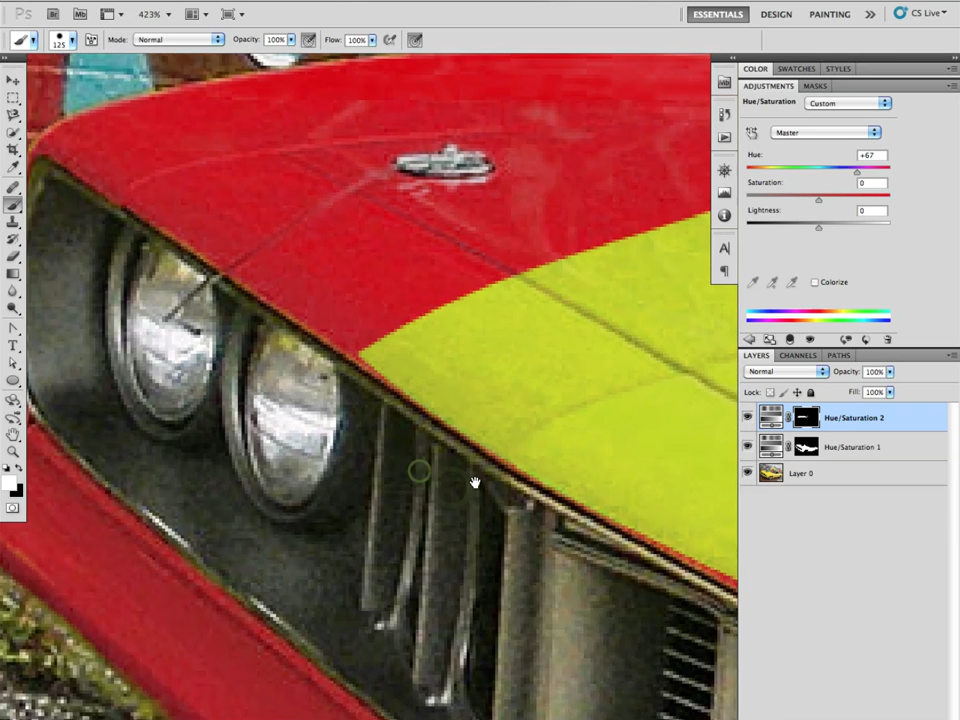 Ps Br Mb 423% ESSENTIALS DESIGN PAINTING CS Live
125 Mode: Normal Opacity: 100% Flow: 100%
COLOR SWATCHES STYLES
ADJUSTMENTS MASKS
Hue/Saturation Custom
Master
Hue: +67
Saturation: 0
Lightness: 0
Colorize
LAYERS CHANNELS PATHS
Normal Opacity: 100%
Lock: Fill: 100%
Hue/Saturation 2
Hue/Saturation 1
Layer 0